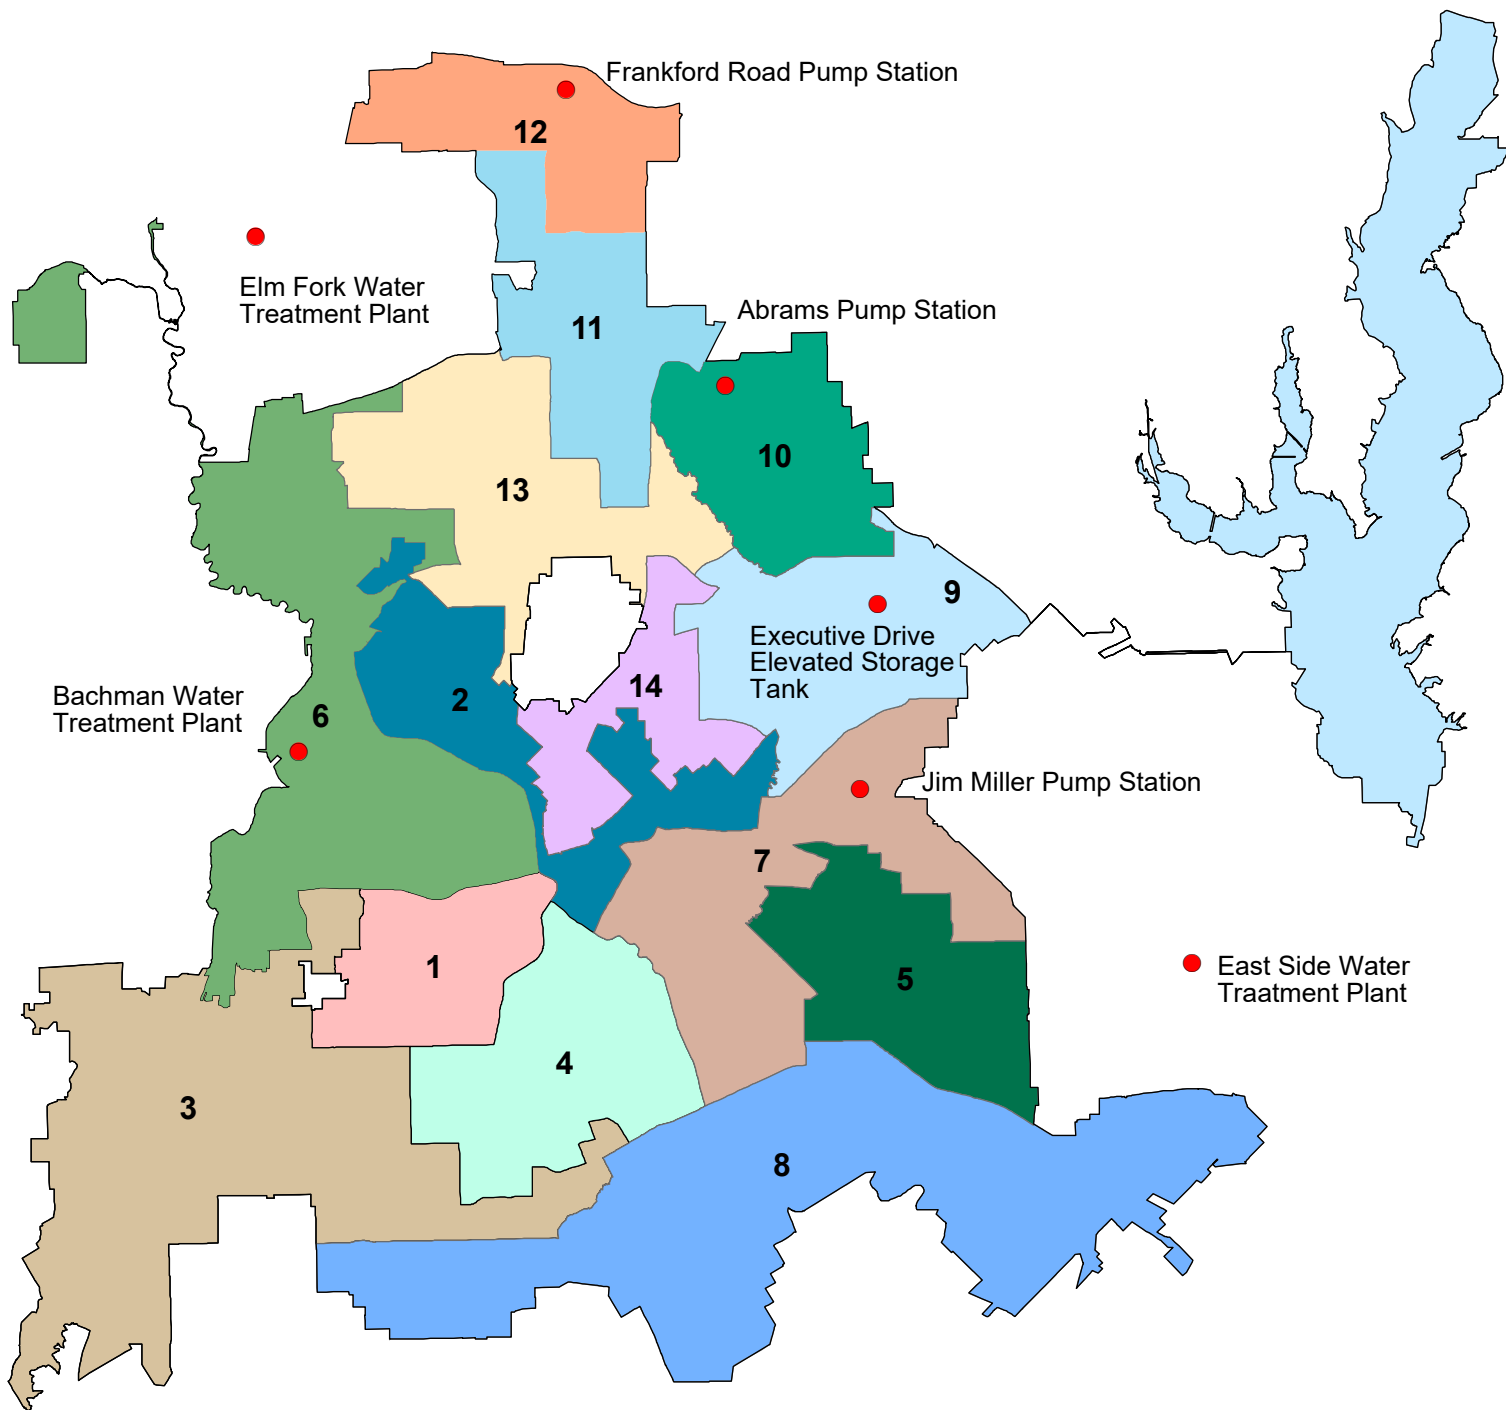 Frankford Road Pump Station
12
Elm Fork Water
Treatment Plant
Abrams Pump Station
11
10
13
9
Executive Drive
Elevated Storage
Tank
14
2
Bachman Water
Treatment Plant
6
Jim Miller Pump Station
7
1
5
East Side Water
Traatment Plant
4
3
8